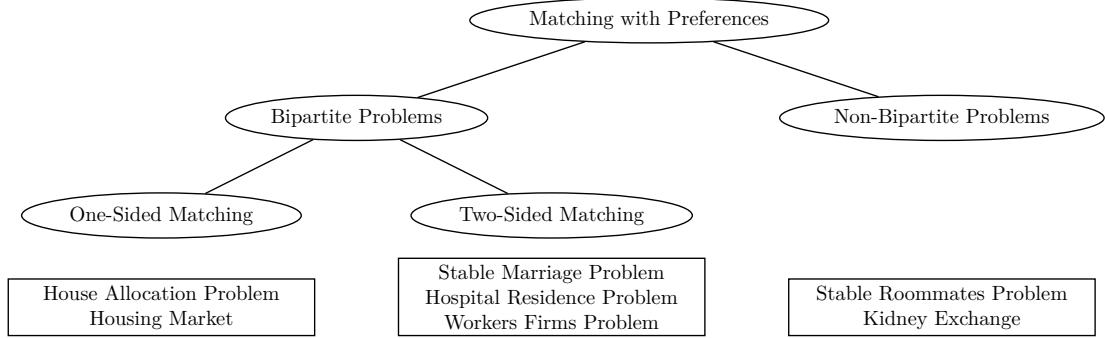 Matching with Preferences
Bipartite Problems
Non-Bipartite Problems
One-Sided Matching
Two-Sided Matching
House Allocation Problem
Housing Market
Stable Marriage Problem
Hospital Residence Problem
Workers Firms Problem
Stable Roommates Problem
Kidney Exchange